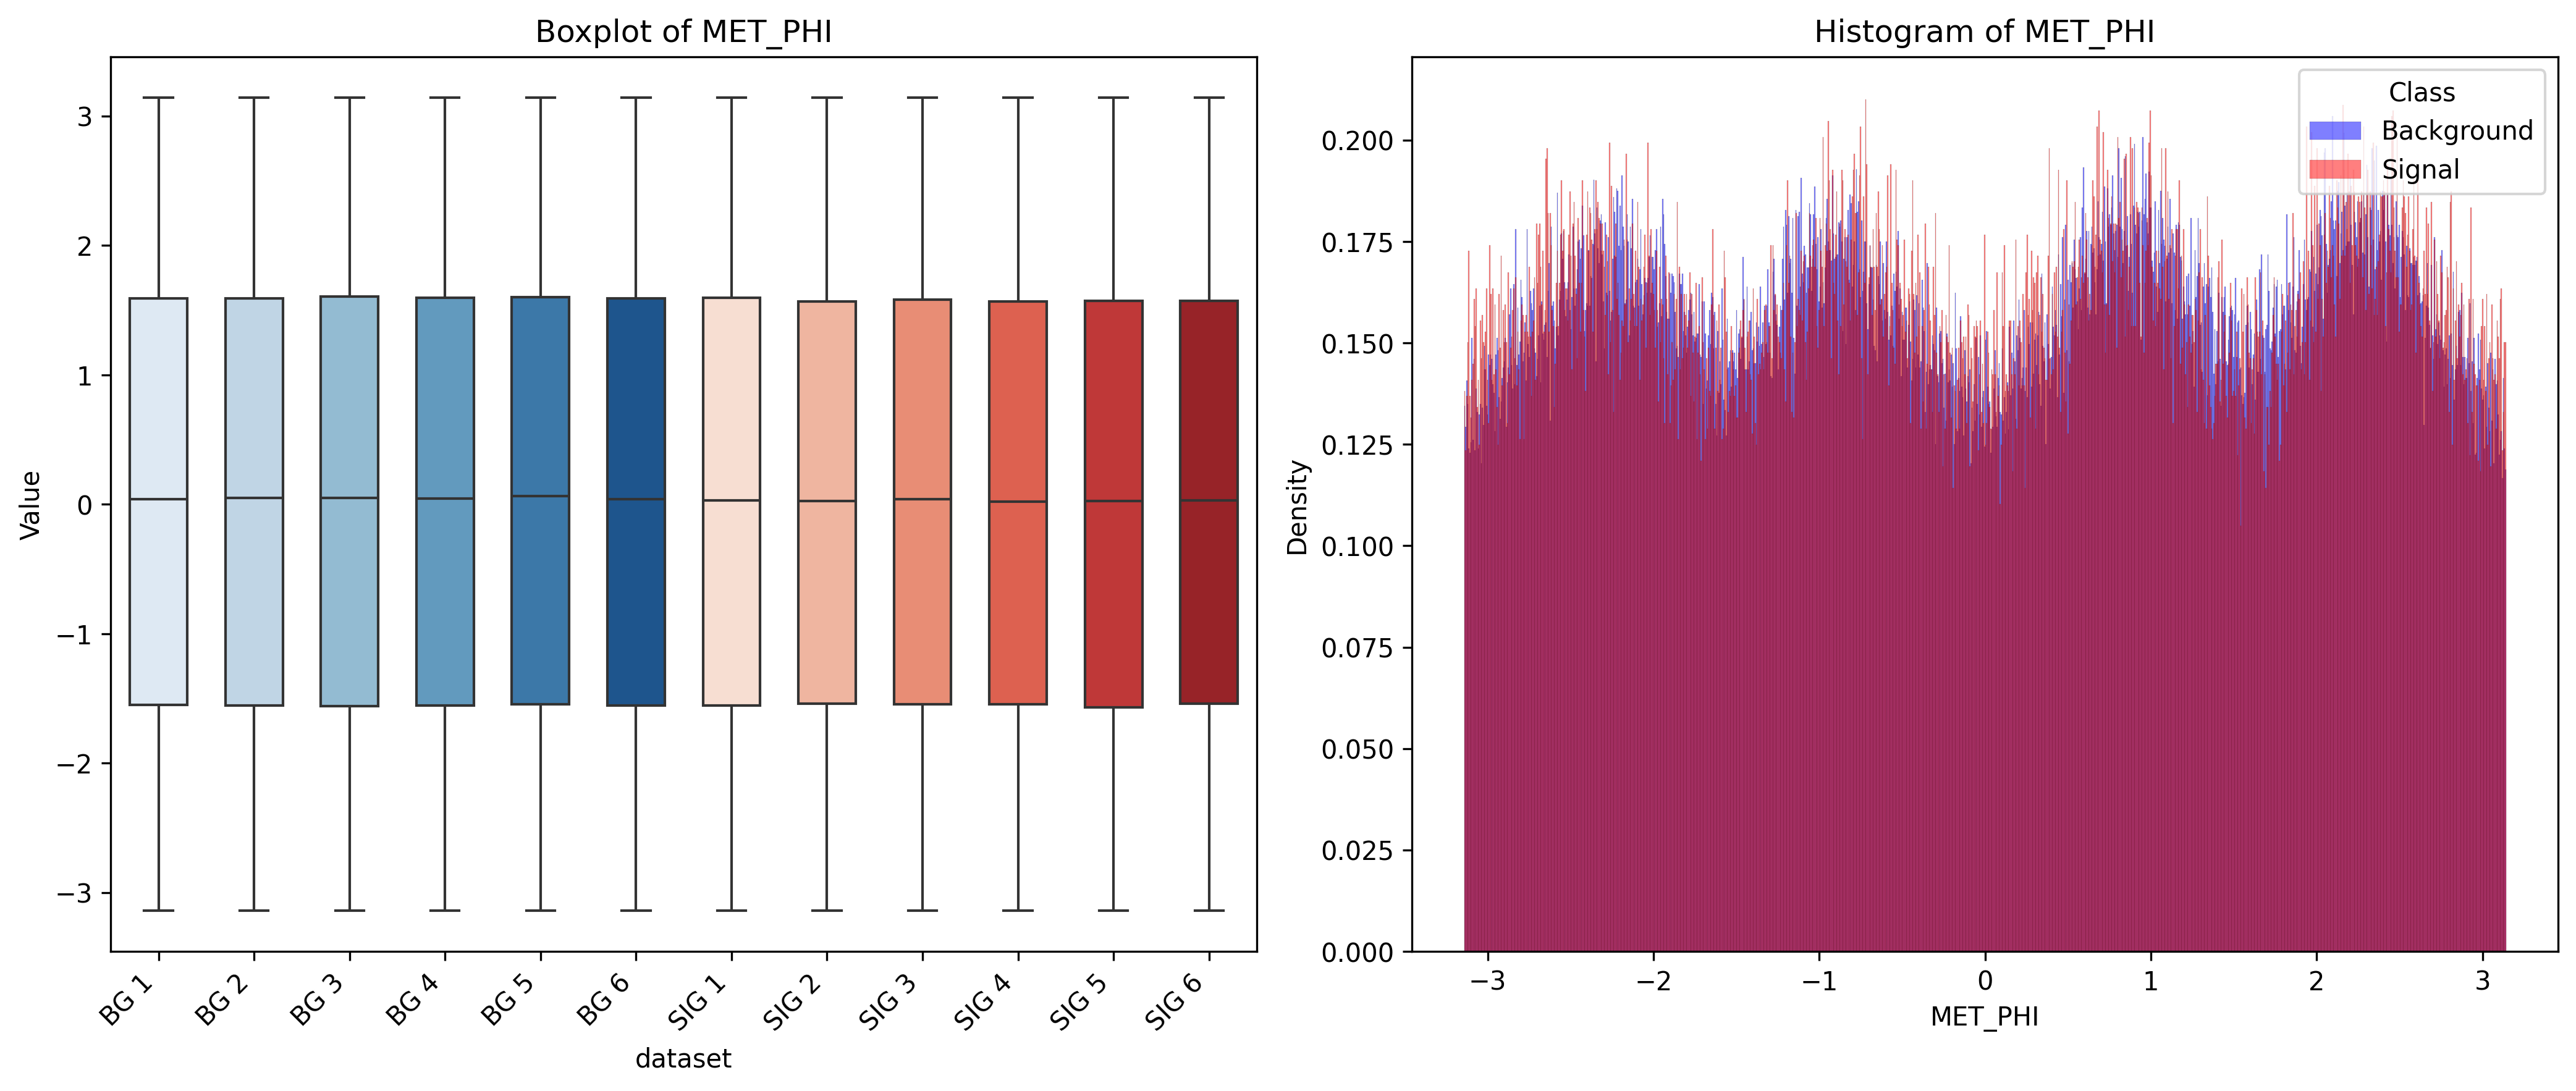 Boxplot of MET_PHI
Value
3
2
1
0
−1
−2
−3
BG 1
BG 2
BG 3
BG 4
BG 5
BG 6
SIG 1
SIG 2
SIG 3
SIG 4
SIG 5
SIG 6
dataset
Histogram of MET_PHI
Class
Background
Signal
Density
0.200
0.175
0.150
0.125
0.100
0.075
0.050
0.025
0.000
−3
−2
−1
0
1
2
3
MET_PHI